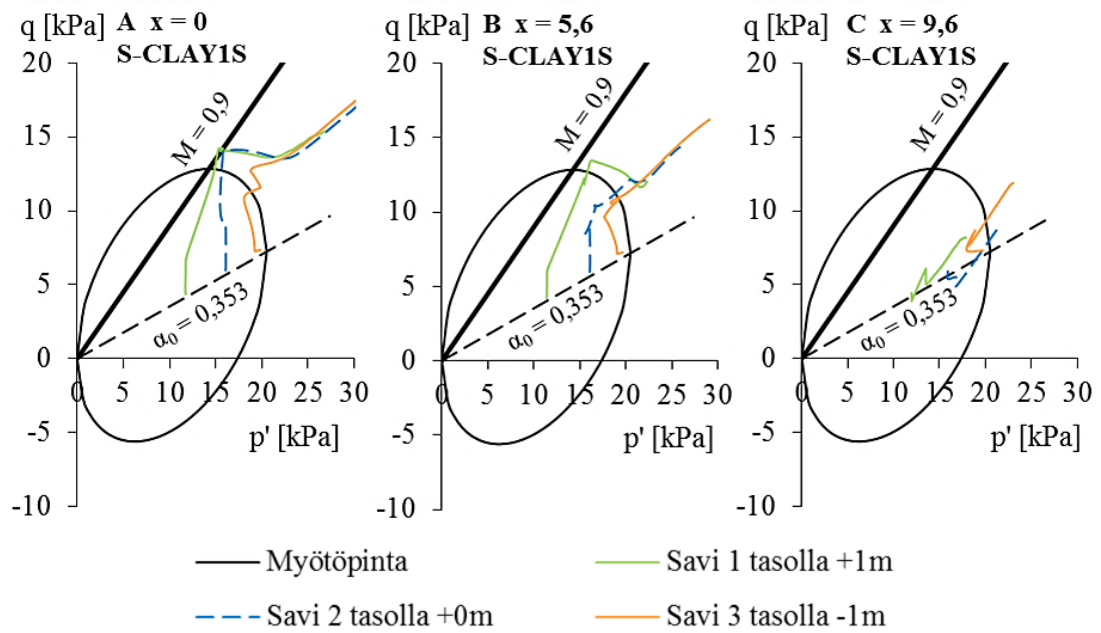 q [kPa] A x = 0
S-CLAY1S
20
15
10
5
0
-5
-10
0 5 10 15 20 25 30
p' [kPa]
M = 0,9
α₀ = 0,353
q [kPa] B x = 5,6
S-CLAY1S
20
15
10
5
0
-5
-10
0 5 10 15 20 25 30
p' [kPa]
M = 0,9
α₀ = 0,353
q [kPa] C x = 9,6
S-CLAY1S
20
15
10
5
0
-5
-10
0 5 10 15 20 25 30
p' [kPa]
M = 0,9
α₀ = 0,353
Myötöpinta
Savi 1 tasolla +1m
Savi 2 tasolla +0m
Savi 3 tasolla -1m